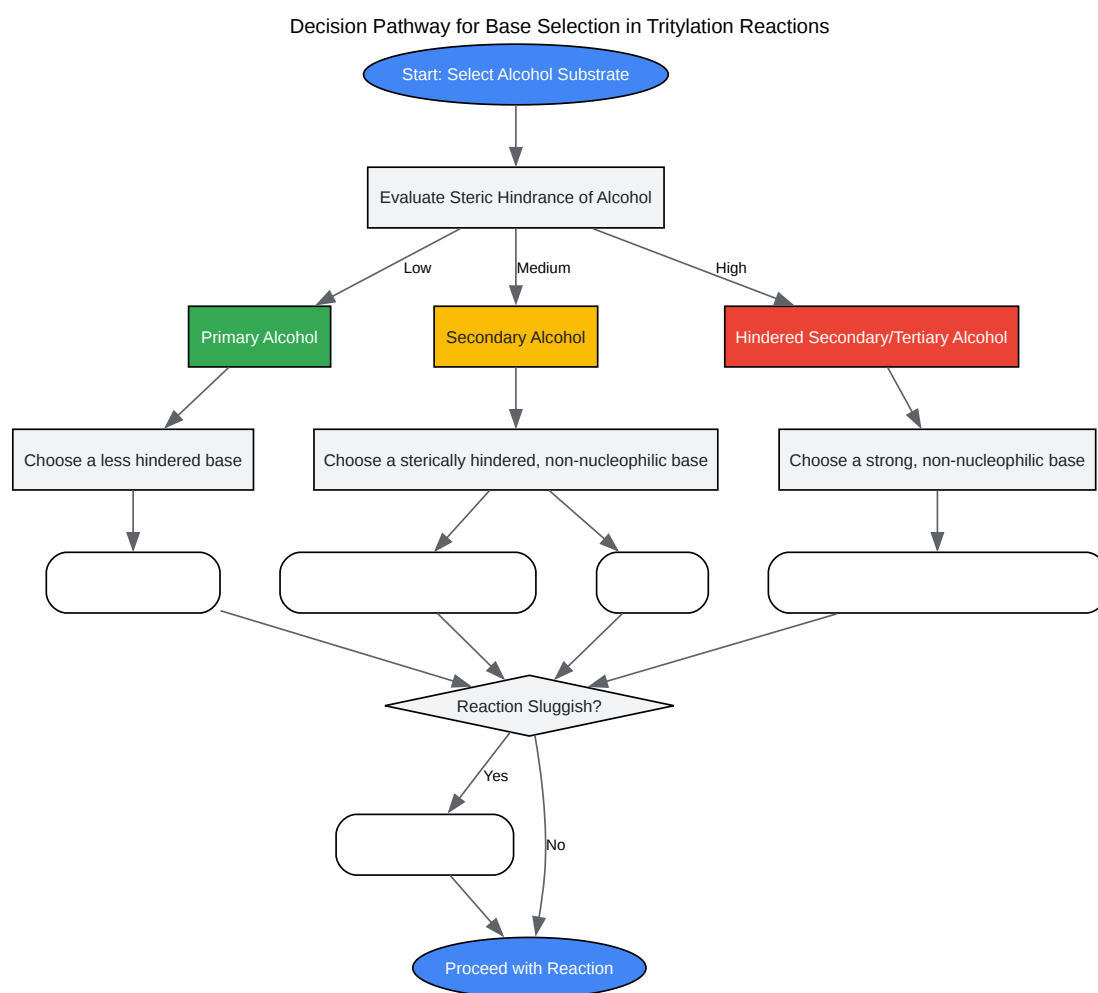 Decision Pathway for Base Selection in Tritylation Reactions
Start: Select Alcohol Substrate
Evaluate Steric Hindrance of Alcohol
Low
Medium
High
Primary Alcohol
Secondary Alcohol
Hindered Secondary/Tertiary Alcohol
Choose a less hindered base
Choose a sterically hindered, non-nucleophilic base
Choose a strong, non-nucleophilic base
Reaction Sluggish?
Yes
No
Proceed with Reaction